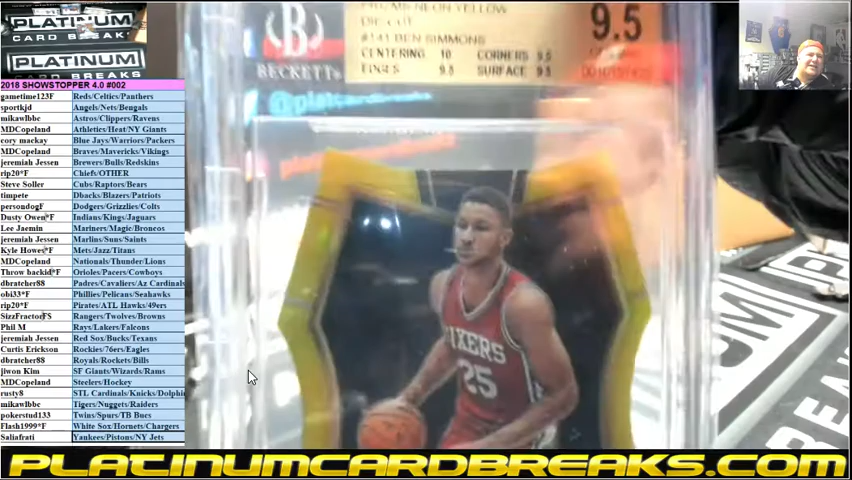 PLATINUM
CARD BREAKS
PLATINUM
CARD BREAKS
2018 SHOWSTOPPER 4.0 #002
gametime123F Reds/Celtics/Panthers
sportkjd Angels/Nets/Bengals
mikawlbbc Astros/Clippers/Ravens
MDCopeland Athletics/Heat/NY Giants
cory mackay Blue Jays/Warriors/Packers
MDCopeland Braves/Mavericks/Vikings
jeremiah Jessen Brewers/Bulls/Redskins
rip20*F Chiefs/OTHER
Steve Soller Cubs/Raptors/Bears
timpete Dbacks/Blazers/Patriots
persondogF Dodgers/Grizzlies/Colts
Dusty Owen*F Indians/Kings/Jaguars
Lee Jaemin Mariners/Magic/Broncos
jeremiah Jessen Marlins/Suns/Saints
Kyle Howes*F Mets/Jazz/Titans
MDCopeland Nationals/Thunder/Lions
Throw backid*F Orioles/Pacers/Cowboys
dbratcher88 Padres/Cavaliers/Az Cardinals
obi33*F Phillies/Pelicans/Seahawks
rip20*F Pirates/ATL Hawks/49ers
SizzFractorFS Rangers/Twolves/Browns
Phil M Rays/Lakers/Falcons
jeremiah Jessen Red Sox/Bucks/Texans
Curtis Erickson Rockies/76ers/Eagles
dbratcher88 Royals/Rockets/Bills
jiwon Kim SF Giants/Wizards/Rams
MDCopeland Steelers/Hockey
rusty8 STL Cardinals/Knicks/Dolphin
mikawlbbc Tigers/Nuggets/Raiders
pokerstud133 Twins/Spurs/TB Bucs
Flash1999*F White Sox/Hornets/Chargers
Saliafrati Yankees/Pistons/NY Jets
NEON YELLOW
DIE-CUT
#141 BEN SIMMONS
CENTERING 10 CORNERS 9.5
EDGES 9.5 SURFACE 9.5
9.5
B
BECKETT
@platcardbreaks
SIXERS
25
PLATINUMCARDBREAKS.COM